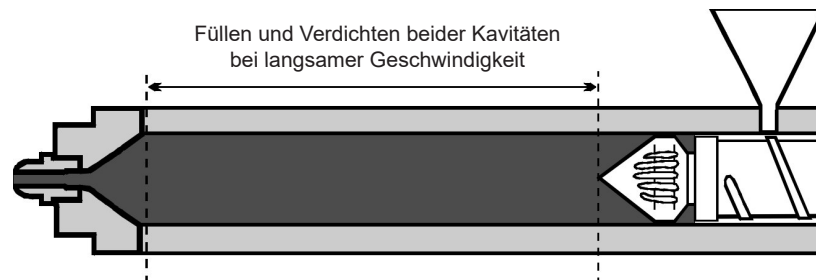 Füllen und Verdichten beider Kavitäten
bei langsamer Geschwindigkeit